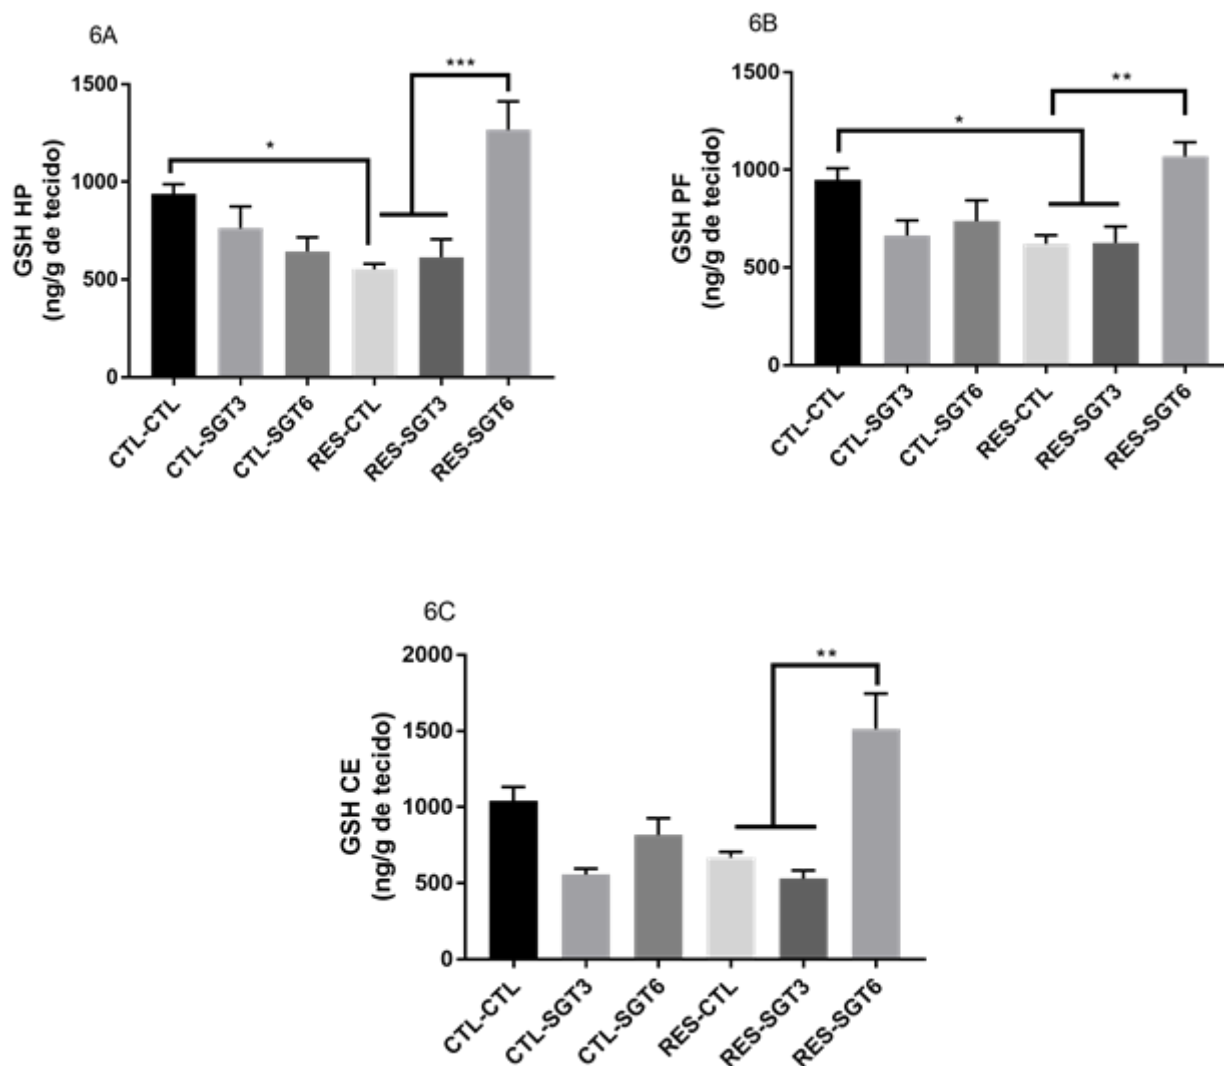 6A
GSH HP
(ng/g de tecido)
1500
1000
500
0
*
***
CTL-CTL
CTL-SGT3
CTL-SGT6
RES-CTL
RES-SGT3
RES-SGT6
6B
GSH PF
(ng/g de tecido)
1500
1000
500
0
*
**
CTL-CTL
CTL-SGT3
CTL-SGT6
RES-CTL
RES-SGT3
RES-SGT6
6C
GSH CE
(ng/g de tecido)
2000
1500
1000
500
0
**
CTL-CTL
CTL-SGT3
CTL-SGT6
RES-CTL
RES-SGT3
RES-SGT6